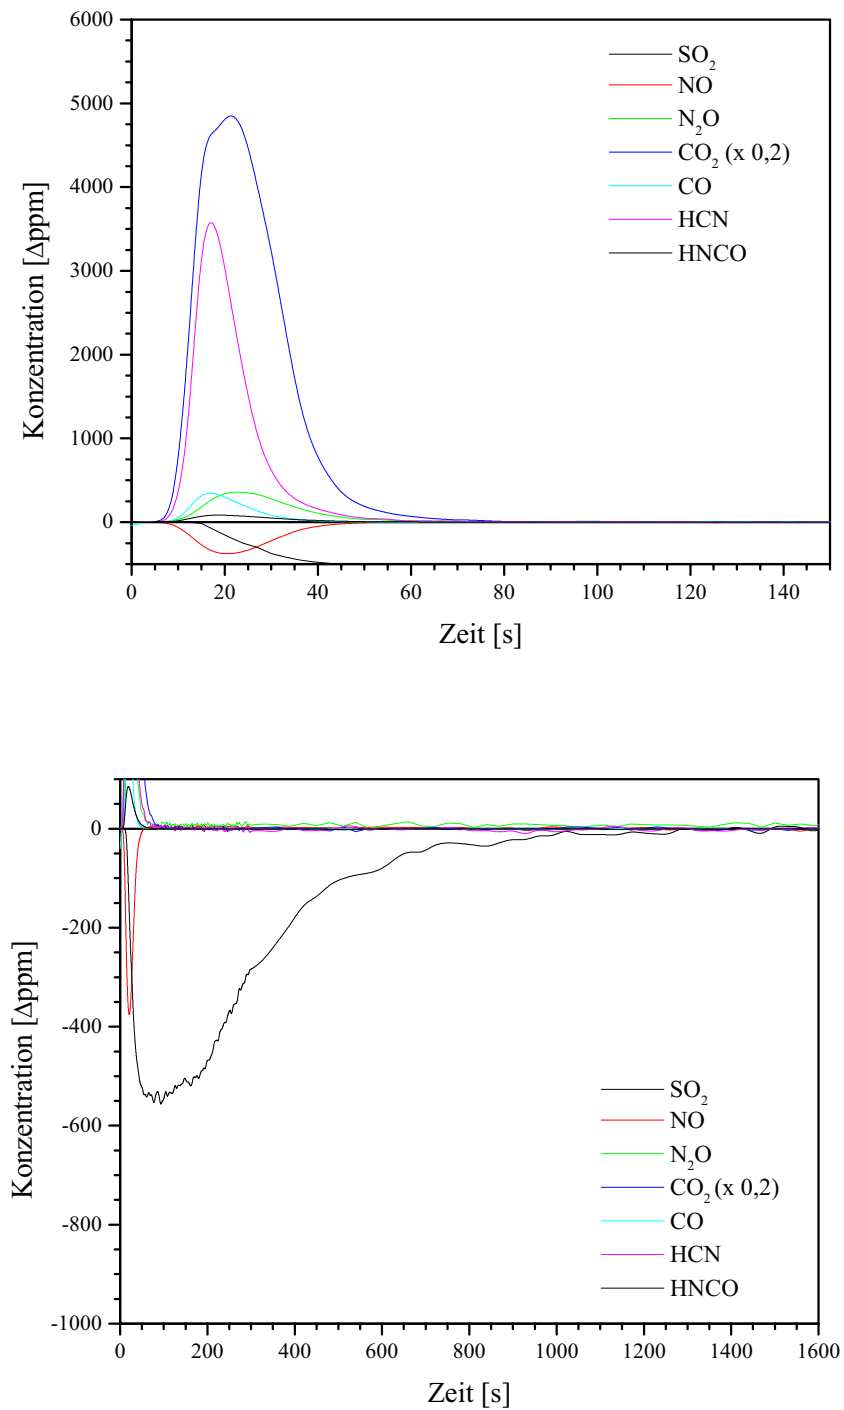 6000
5000
4000
3000
2000
1000
0
Konzentration [Δppm]
SO₂
NO
N₂O
CO₂ (x 0,2)
CO
HCN
HNCO
0 20 40 60 80 100 120 140
Zeit [s]
0
-200
-400
-600
-800
-1000
Konzentration [Δppm]
SO₂
NO
N₂O
CO₂ (x 0,2)
CO
HCN
HNCO
0 200 400 600 800 1000 1200 1400 1600
Zeit [s]